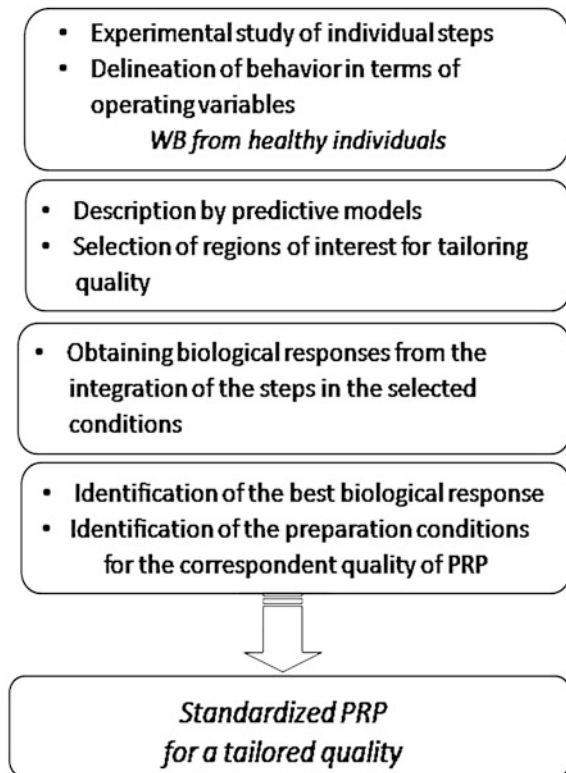 • Experimental study of individual steps
• Delineation of behavior in terms of
operating variables
WB from healthy individuals
• Description by predictive models
• Selection of regions of interest for tailoring
quality
• Obtaining biological responses from the
integration of the steps in the selected
conditions
• Identification of the best biological response
• Identification of the preparation conditions
for the correspondent quality of PRP
Standardized PRP
for a tailored quality